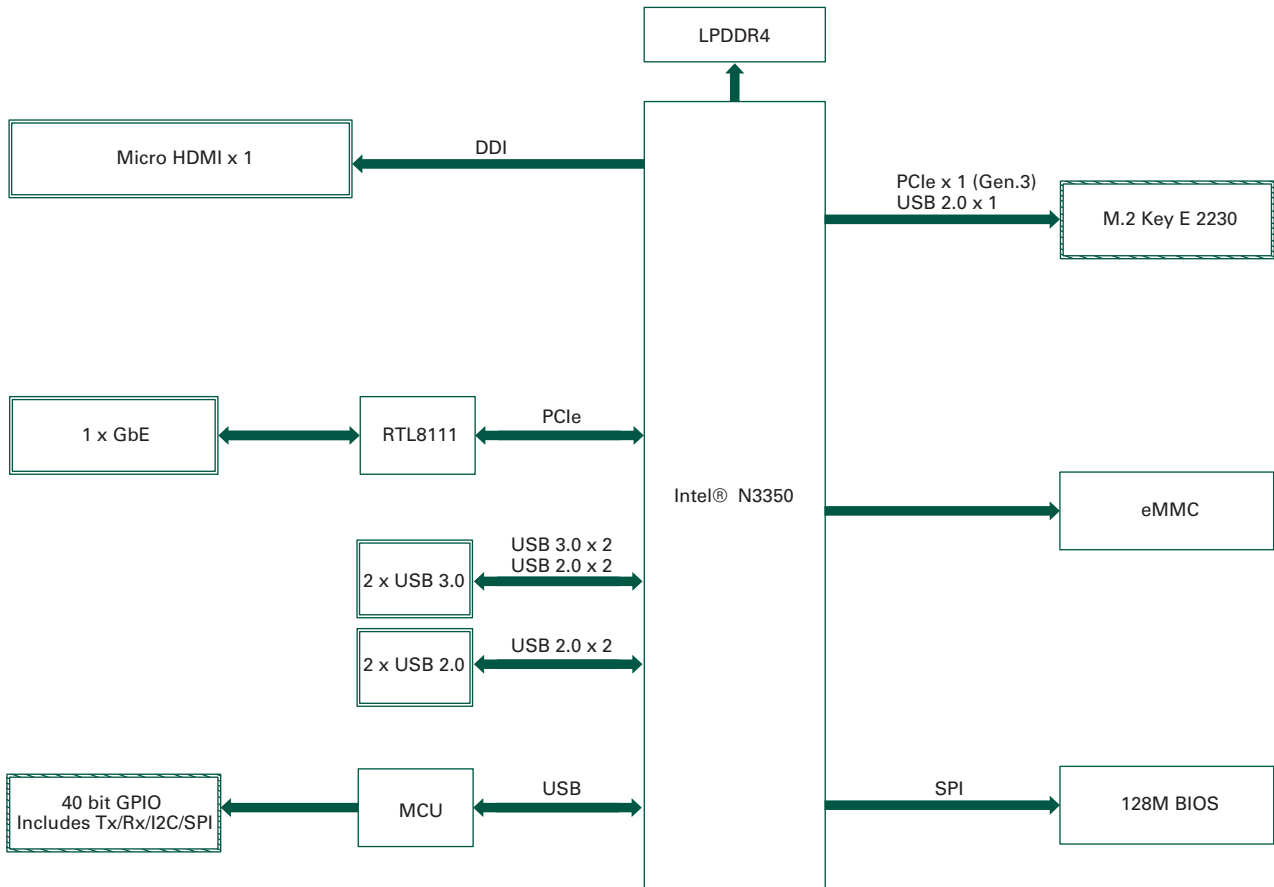 LPDDR4
Micro HDMI x 1
DDI
PCIe x 1 (Gen.3)
USB 2.0 x 1
M.2 Key E 2230
1 x GbE
RTL8111
PCIe
Intel® N3350
eMMC
2 x USB 3.0
USB 3.0 x 2
USB 2.0 x 2
2 x USB 2.0
USB 2.0 x 2
40 bit GPIO
Includes Tx/Rx/I2C/SPI
MCU
USB
SPI
128M BIOS